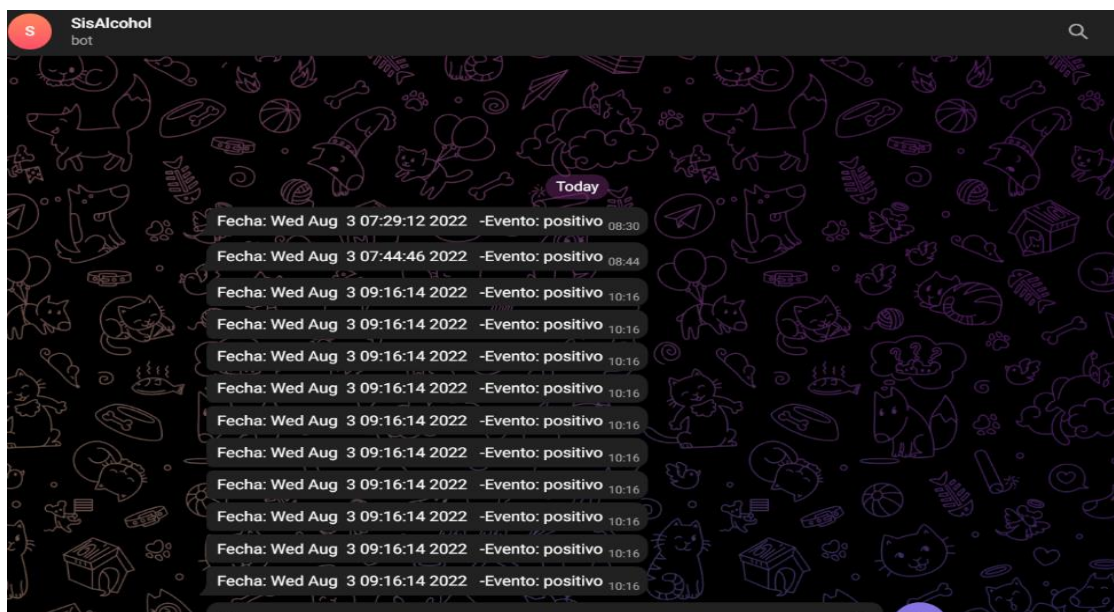 S
SisAlcohol
bot
Today
Fecha: Wed Aug  3 07:29:12 2022   -Evento: positivo 08:30
Fecha: Wed Aug  3 07:44:46 2022   -Evento: positivo 08:44
Fecha: Wed Aug  3 09:16:14 2022   -Evento: positivo 10:16
Fecha: Wed Aug  3 09:16:14 2022   -Evento: positivo 10:16
Fecha: Wed Aug  3 09:16:14 2022   -Evento: positivo 10:16
Fecha: Wed Aug  3 09:16:14 2022   -Evento: positivo 10:16
Fecha: Wed Aug  3 09:16:14 2022   -Evento: positivo 10:16
Fecha: Wed Aug  3 09:16:14 2022   -Evento: positivo 10:16
Fecha: Wed Aug  3 09:16:14 2022   -Evento: positivo 10:16
Fecha: Wed Aug  3 09:16:14 2022   -Evento: positivo 10:16
Fecha: Wed Aug  3 09:16:14 2022   -Evento: positivo 10:16
Fecha: Wed Aug  3 09:16:14 2022   -Evento: positivo 10:16